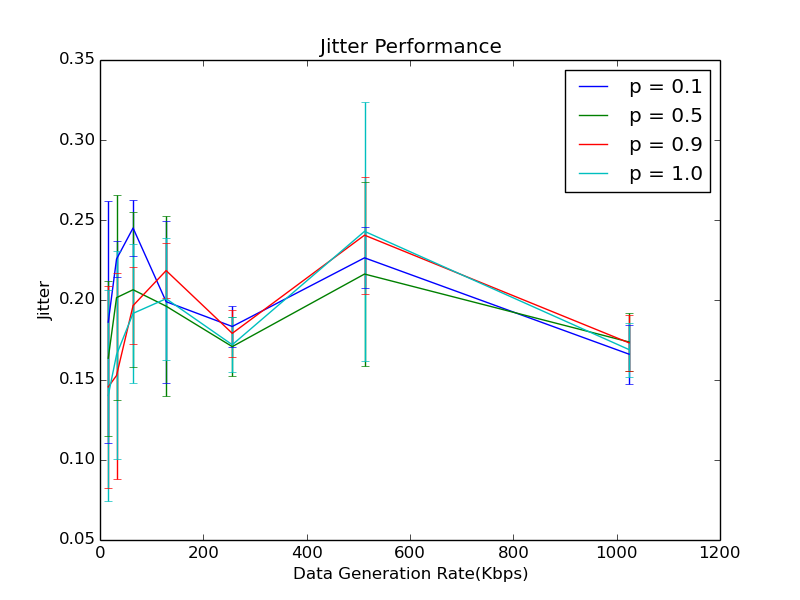 Jitter Performance
0.35
0.30
0.25
0.20
0.15
0.10
0.05
Jitter
p = 0.1
p = 0.5
p = 0.9
p = 1.0
0 200 400 600 800 1000 1200
Data Generation Rate(Kbps)